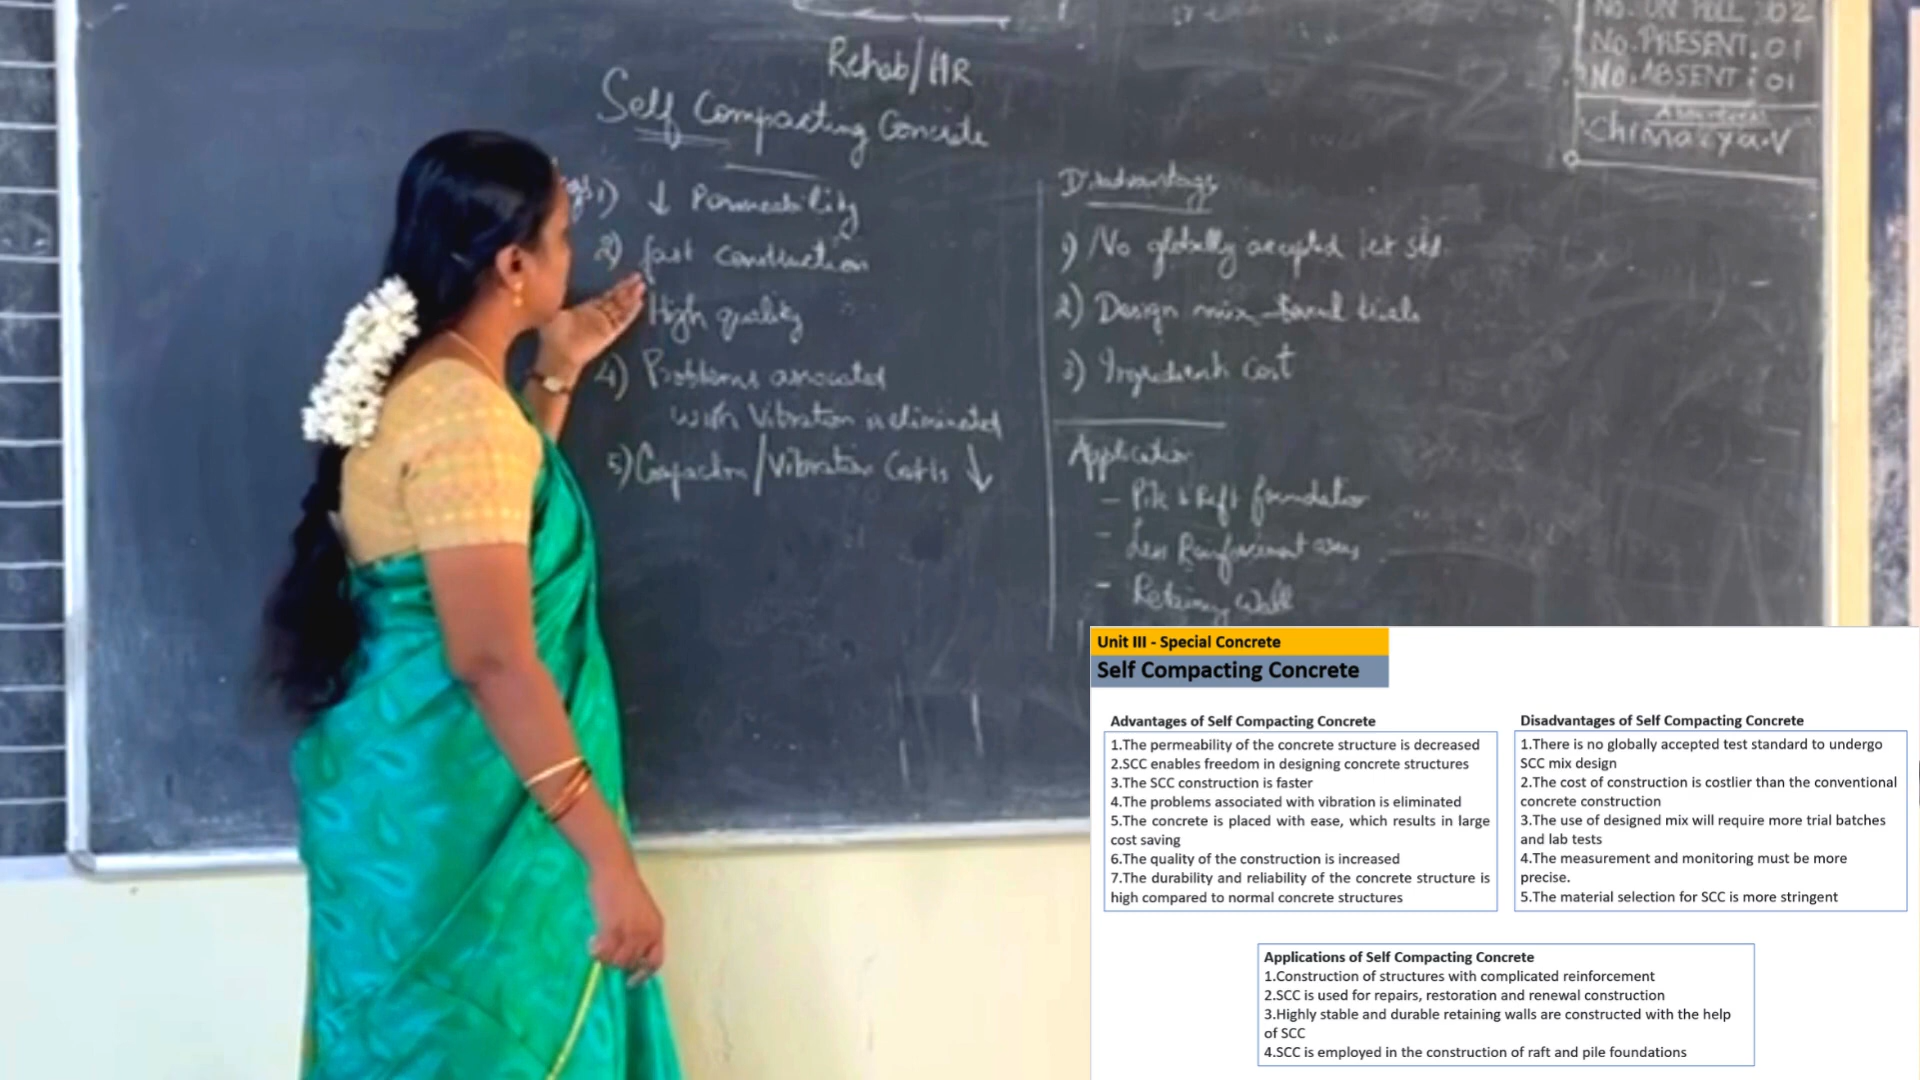 Rehab/HR
Self Compacting Concrete
1) ↓ Permeability
2) fast construction
High quality
4) Problems associated
with Vibration is eliminated
5) Compaction/Vibration Costs ↓
Disadvantage
1) No globally accepted test std.
2) Design mix - trials
3) Ingredients cost
Application
- Pile & Raft foundation
- Less Reinforcement areas
- Retaining Wall
No. ON ROLL : 02
No. PRESENT : 01
No. ABSENT : 01
Unit III - Special Concrete
Self Compacting Concrete
Advantages of Self Compacting Concrete
1.The permeability of the concrete structure is decreased
2.SCC enables freedom in designing concrete structures
3.The SCC construction is faster
4.The problems associated with vibration is eliminated
5.The concrete is placed with ease, which results in large
cost saving
6.The quality of the construction is increased
7.The durability and reliability of the concrete structure is
high compared to normal concrete structures
Disadvantages of Self Compacting Concrete
1.There is no globally accepted test standard to undergo
SCC mix design
2.The cost of construction is costlier than the conventional
concrete construction
3.The use of designed mix will require more trial batches
and lab tests
4.The measurement and monitoring must be more
precise.
5.The material selection for SCC is more stringent
Applications of Self Compacting Concrete
1.Construction of structures with complicated reinforcement
2.SCC is used for repairs, restoration and renewal construction
3.Highly stable and durable retaining walls are constructed with the help
of SCC
4.SCC is employed in the construction of raft and pile foundations